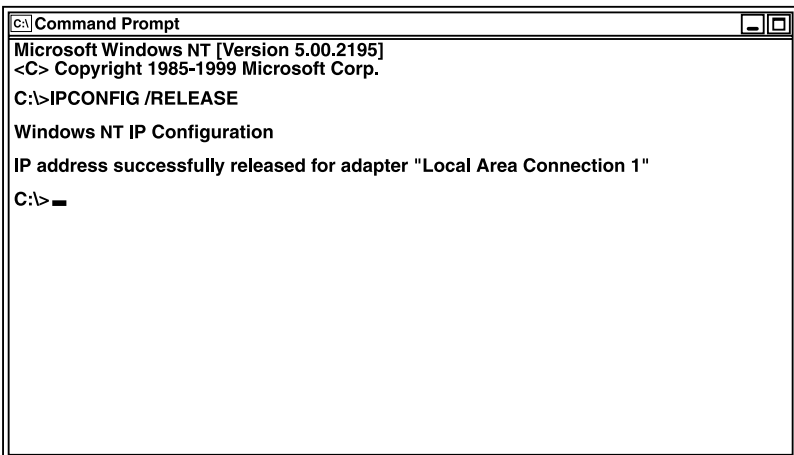 C:\ Command Prompt
Microsoft Windows NT [Version 5.00.2195]
<C> Copyright 1985-1999 Microsoft Corp.
C:\>IPCONFIG /RELEASE
Windows NT IP Configuration
IP address successfully released for adapter "Local Area Connection 1"
C:\>